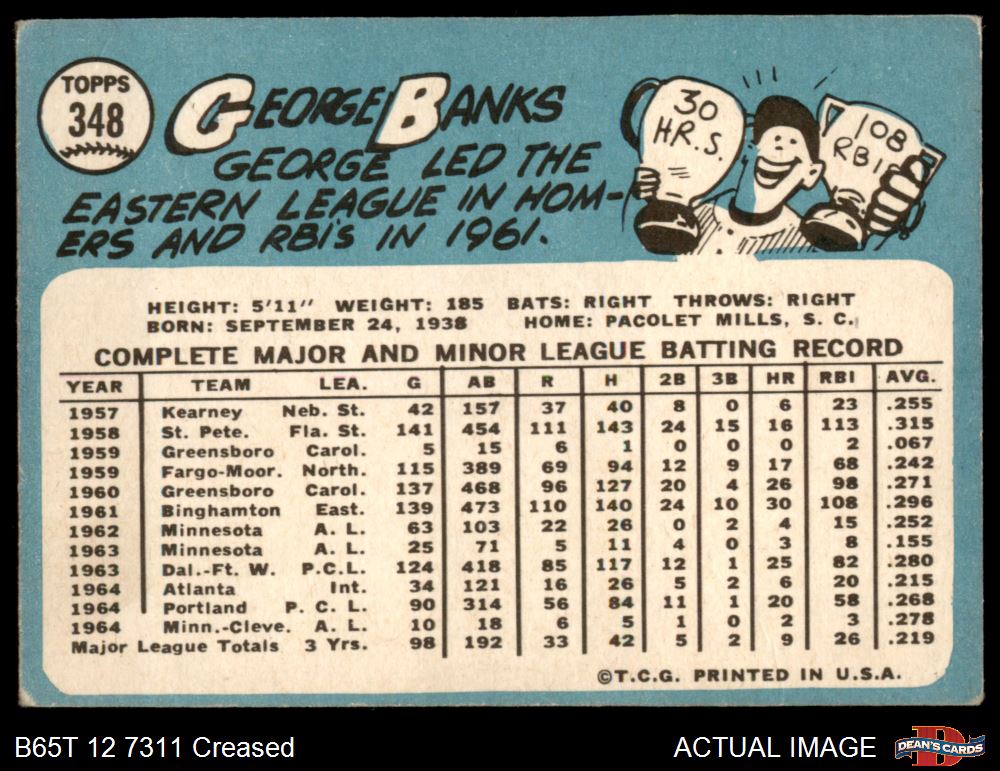 TOPPS
348
GEORGE BANKS
GEORGE LED THE
EASTERN LEAGUE IN HOM-
ERS AND RBIS IN 1961.
30
HR.S.
108
RBIS
HEIGHT: 5'11" WEIGHT: 185 BATS: RIGHT THROWS: RIGHT
BORN: SEPTEMBER 24, 1938 HOME: PACOLET MILLS, S. C.
COMPLETE MAJOR AND MINOR LEAGUE BATTING RECORD
YEAR TEAM LEA. G AB R H 2B 3B HR RBI AVG.
1957 Kearney Neb. St. 42 157 37 40 8 0 6 23 .255
1958 St. Pete. Fla. St. 141 454 111 143 24 15 16 113 .315
1959 Greensboro Carol. 5 15 6 1 0 0 0 2 .067
1959 Fargo-Moor. North. 115 389 69 94 12 9 17 68 .242
1960 Greensboro Carol. 137 468 96 127 20 4 26 98 .271
1961 Binghamton East. 139 473 110 140 24 10 30 108 .296
1962 Minnesota A. L. 63 103 22 26 0 2 4 15 .252
1963 Minnesota A. L. 25 71 5 11 4 0 3 8 .155
1963 Dal.-Ft. W. P.C.L. 124 418 85 117 12 1 25 82 .280
1964 Atlanta Int. 34 121 16 26 5 2 6 20 .215
1964 Portland P. C. L. 90 314 56 84 11 1 20 58 .268
1964 Minn.-Cleve. A. L. 10 18 6 5 1 0 2 3 .278
Major League Totals 3 Yrs. 98 192 33 42 5 2 9 26 .219
©T.C.G. PRINTED IN U.S.A.
B65T 12 7311 Creased
ACTUAL IMAGE
DEAN'S CARDS